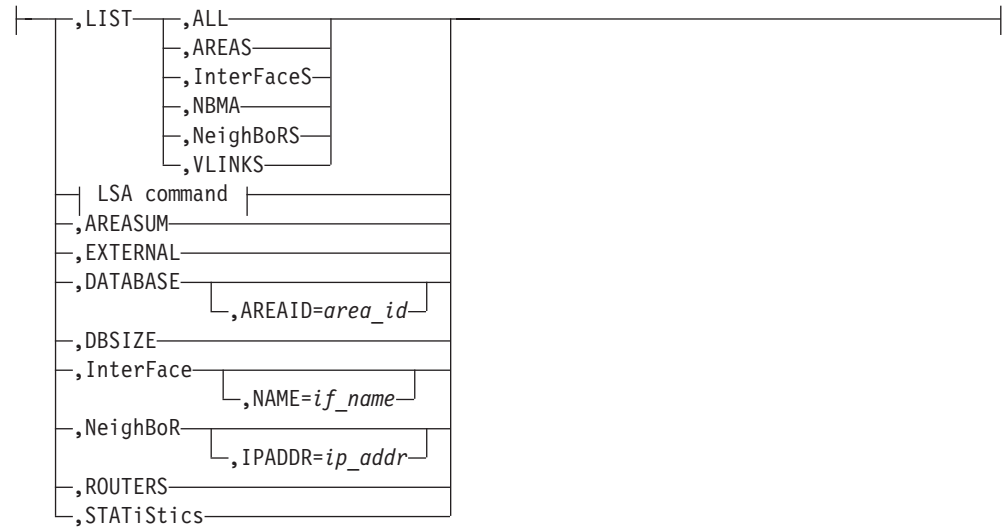 ,LIST ,ALL
,AREAS
,InterFaceS
,NBMA
,NeighBoRS
,VLINKS
LSA command
,AREASUM
,EXTERNAL
,DATABASE
,AREAID=area_id
,DBSIZE
,InterFace
,NAME=if_name
,NeighBoR
,IPADDR=ip_addr
,ROUTERS
,STATiStics